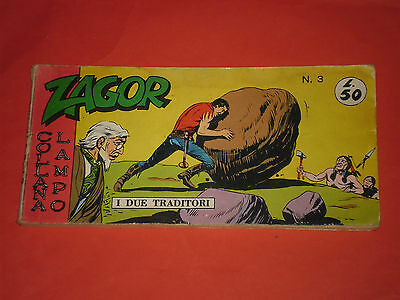 ZAGOR
N. 3
L. 50
COLLANA
LAMPO
I DUE TRADITORI